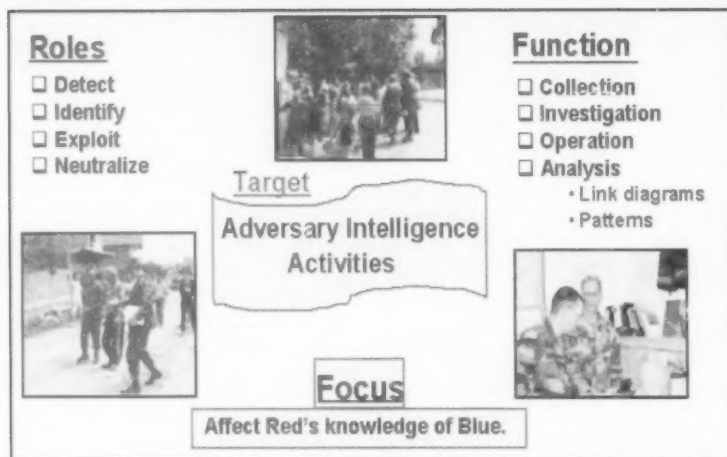 Roles
❑ Detect
❑ Identify
❑ Exploit
❑ Neutralize
Function
❑ Collection
❑ Investigation
❑ Operation
❑ Analysis
• Link diagrams
• Patterns
Target
Adversary Intelligence
Activities
Focus
Affect Red's knowledge of Blue.